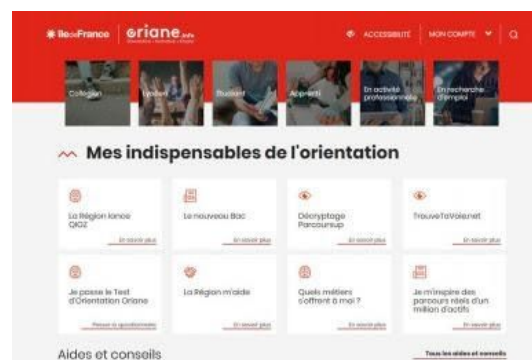 île de France
Oriane.info
ACCESSIBILITÉ
MON COMPTE
Collégien
Lycéen
Étudiant
Apprenti
En activité
professionnelle
En recherche
d'emploi
Mes indispensables de l'orientation
La Région lance
QIOZ
En savoir plus
Le nouveau Bac
En savoir plus
Décryptage
Parcoursup
En savoir plus
TrouveTaVoie.net
En savoir plus
Je passe le Test
d'Orientation Oriane
Passer le questionnaire
La Région m'aide
En savoir plus
Quels métiers
s'offrent à moi ?
En savoir plus
Je m'inspire des
parcours réels d'un
million d'actifs
En savoir plus
Aides et conseils
Tous les aides et conseils